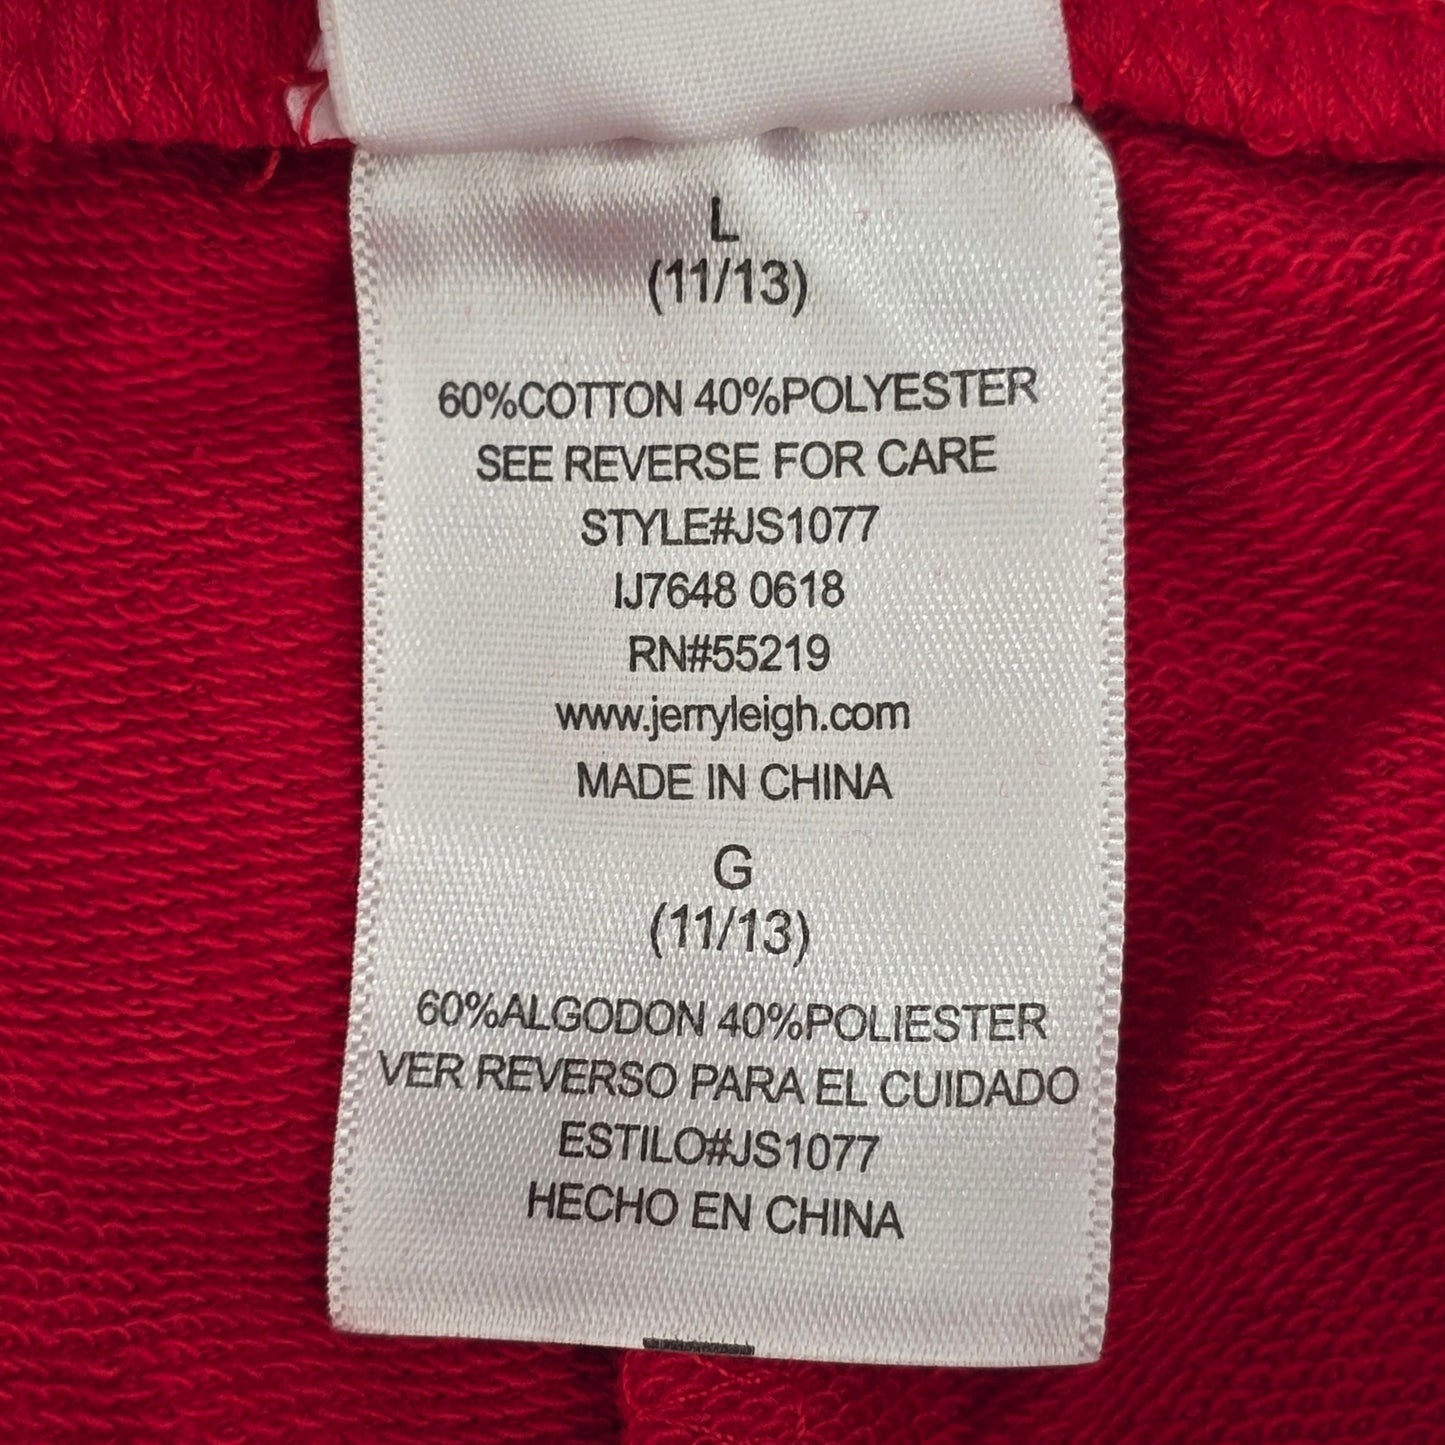 L
(11/13)
60%COTTON 40%POLYESTER
SEE REVERSE FOR CARE
STYLE#JS1077
IJ7648 0618
RN#55219
www.jerryleigh.com
MADE IN CHINA
G
(11/13)
60%ALGODON 40%POLIESTER
VER REVERSO PARA EL CUIDADO
ESTILO#JS1077
HECHO EN CHINA